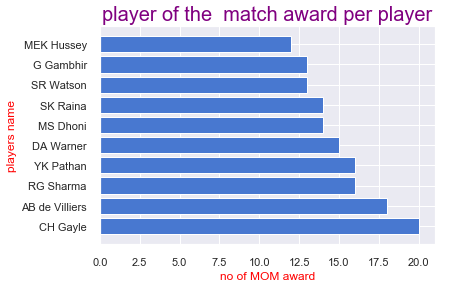 player of the  match award per player
MEK Hussey
G Gambhir
SR Watson
SK Raina
MS Dhoni
DA Warner
YK Pathan
RG Sharma
AB de Villiers
CH Gayle
players name
0.0 2.5 5.0 7.5 10.0 12.5 15.0 17.5 20.0
no of MOM award